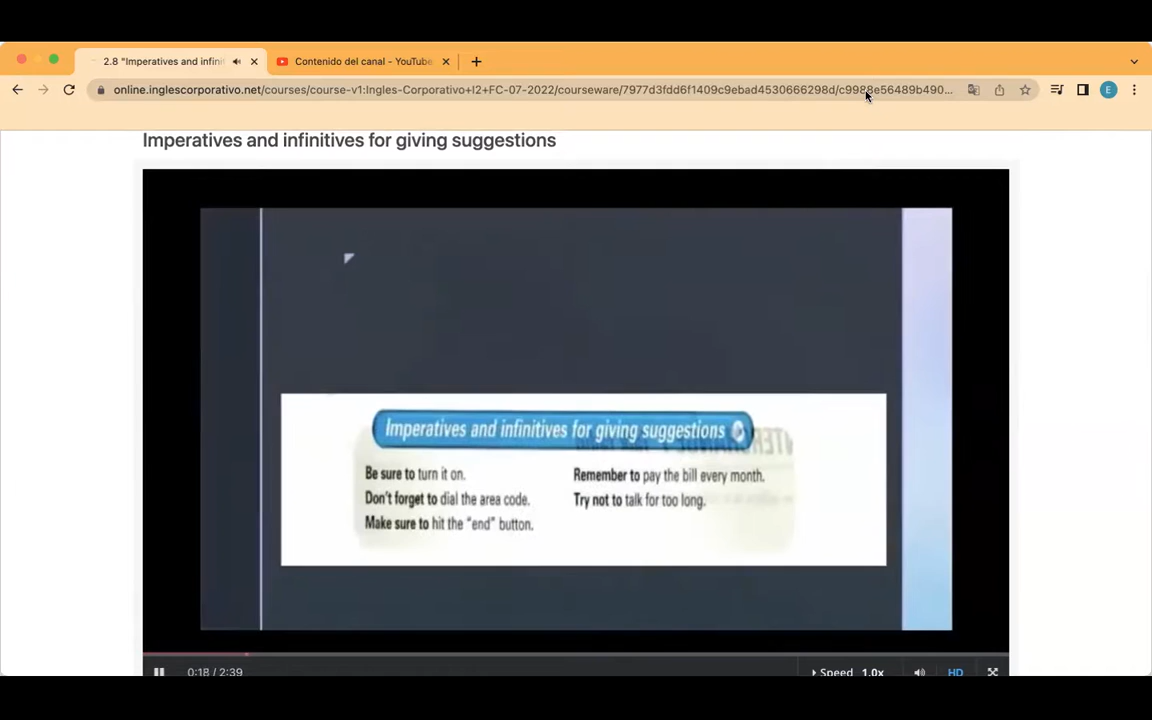 2.8 "Imperatives and infini
Contenido del canal - YouTube
online.inglescorporativo.net/courses/course-v1:Ingles-Corporativo+I2+FC-07-2022/courseware/7977d3fdd6f1409c9ebad4530666298d/c9988e56489b490...
E
Imperatives and infinitives for giving suggestions
Imperatives and infinitives for giving suggestions
Be sure to turn it on.
Don't forget to dial the area code.
Make sure to hit the "end" button.
Remember to pay the bill every month.
Try not to talk for too long.
0:18 / 2:39
Speed 1.0x
HD